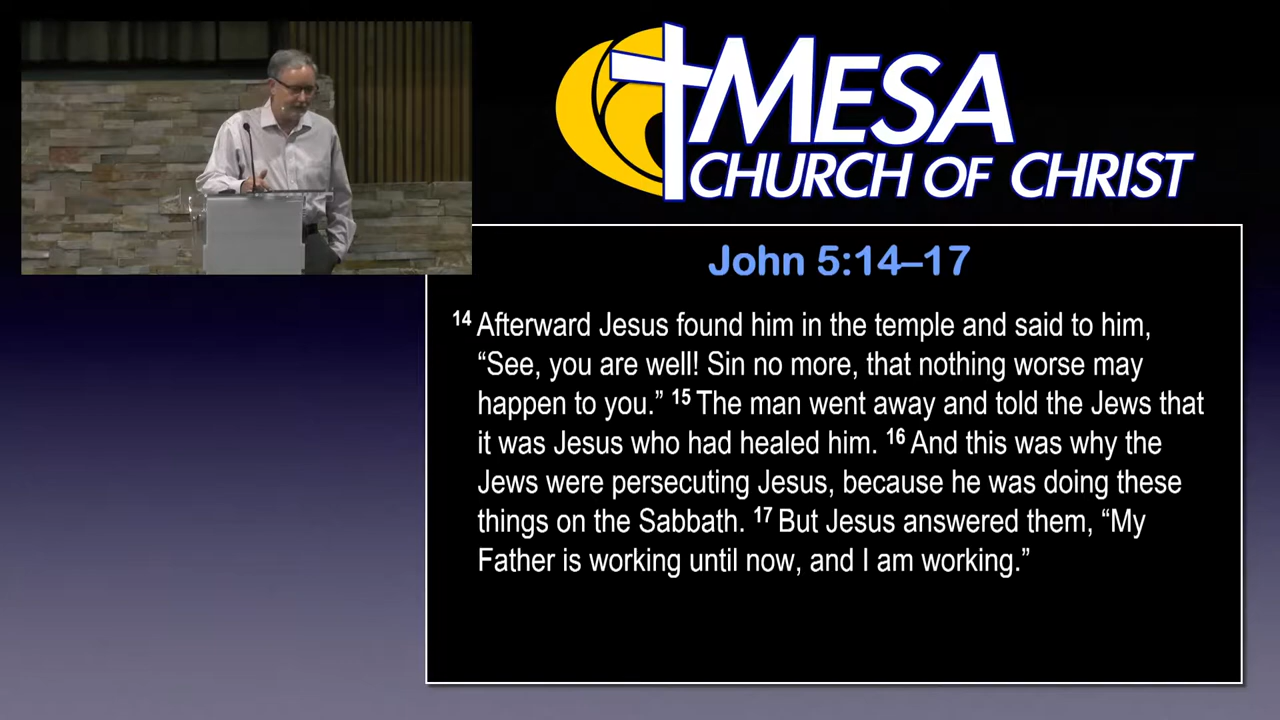 MESA
CHURCH OF CHRIST
John 5:14–17
14 Afterward Jesus found him in the temple and said to him,
“See, you are well! Sin no more, that nothing worse may
happen to you.” 15 The man went away and told the Jews that
it was Jesus who had healed him. 16 And this was why the
Jews were persecuting Jesus, because he was doing these
things on the Sabbath. 17 But Jesus answered them, “My
Father is working until now, and I am working.”